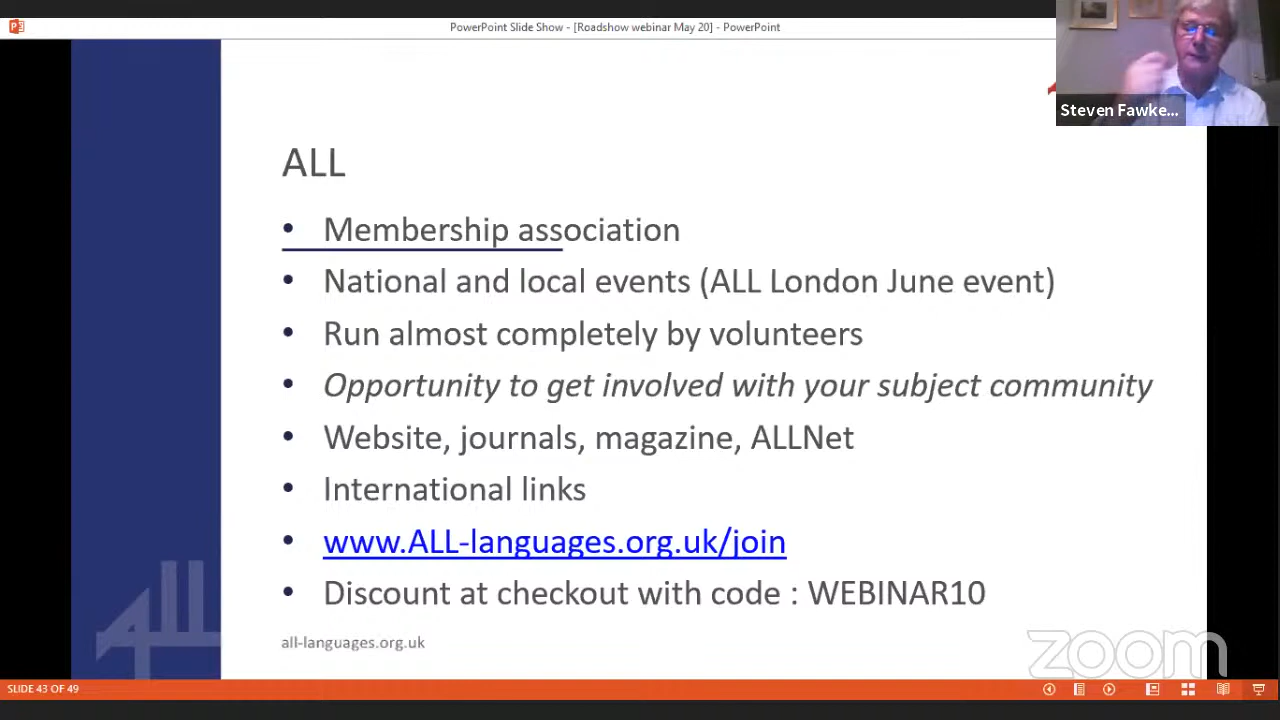 PowerPoint Slide Show - [Roadshow webinar May 20] - PowerPoint
Steven Fawke...
ALL
• Membership association
• National and local events (ALL London June event)
• Run almost completely by volunteers
• Opportunity to get involved with your subject community
• Website, journals, magazine, ALLNet
• International links
• www.ALL-languages.org.uk/join
• Discount at checkout with code : WEBINAR10
all-languages.org.uk
zoom
SLIDE 43 OF 49